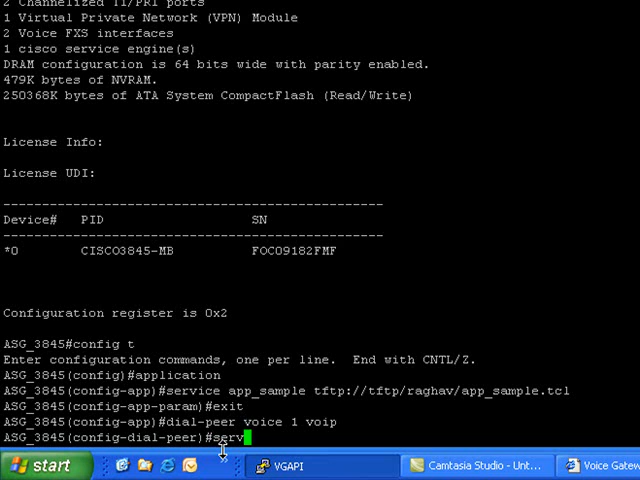 2 Channelized T1/PRI ports
1 Virtual Private Network (VPN) Module
2 Voice FXS interfaces
1 cisco service engine(s)
DRAM configuration is 64 bits wide with parity enabled.
479K bytes of NVRAM.
250368K bytes of ATA System CompactFlash (Read/Write)
License Info:
License UDI:
-------------------------------------------------
Device#   PID                   SN
-------------------------------------------------
*0        CISCO3845-MB          FOC09182FMF
Configuration register is 0x2
ASG_3845#config t
Enter configuration commands, one per line.  End with CNTL/Z.
ASG_3845(config)#application
ASG_3845(config-app)#service app_sample tftp://tftp/raghav/app_sample.tcl
ASG_3845(config-app-param)#exit
ASG_3845(config-app)#dial-peer voice 1 voip
ASG_3845(config-dial-peer)#serv
start
»
VGAPI
Camtasia Studio - Unt...
Voice Gatew